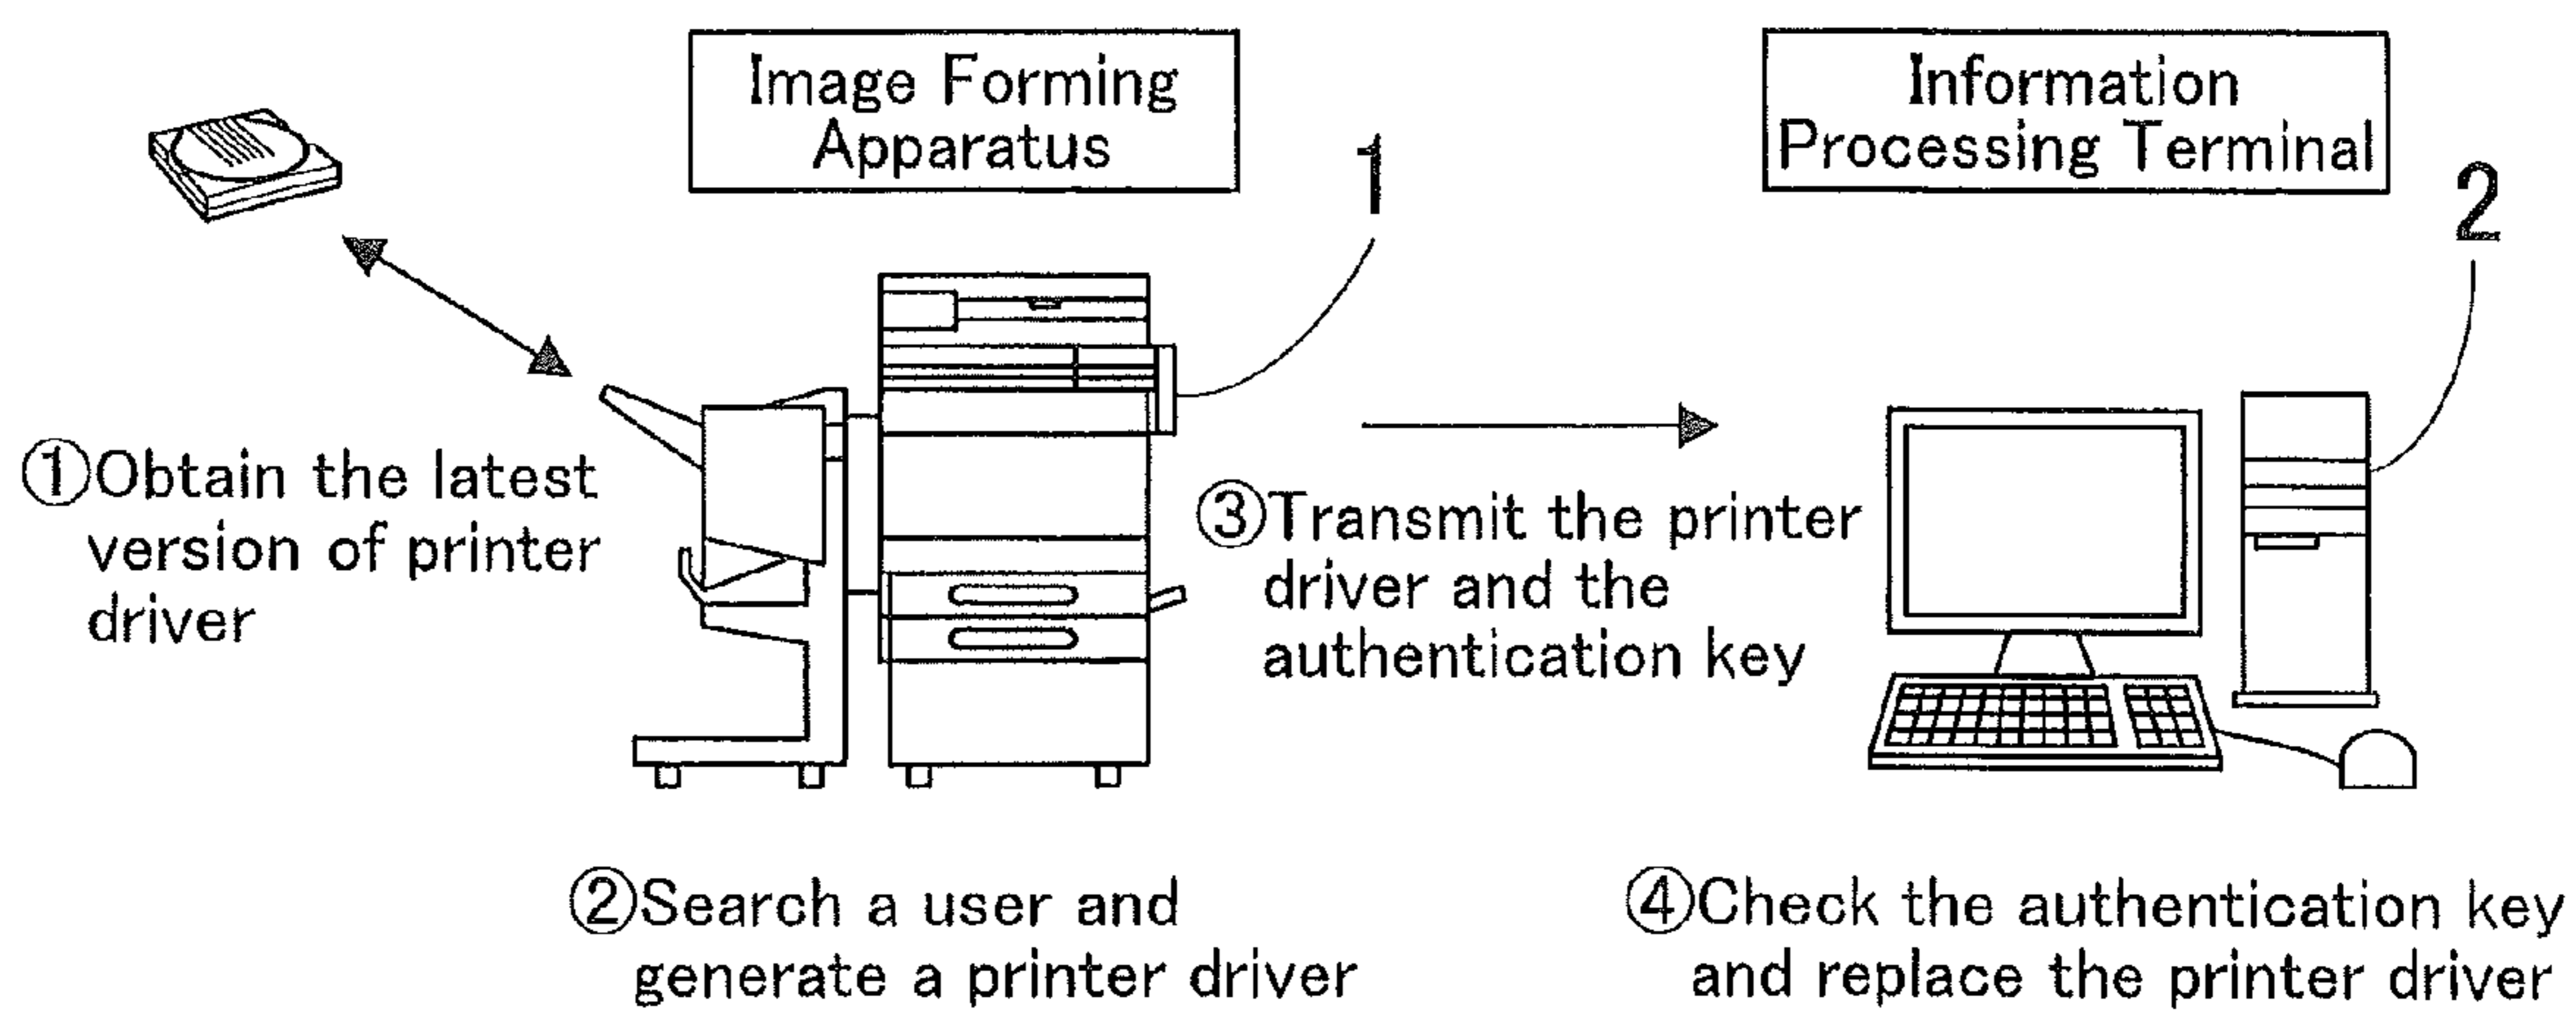 Image Forming
Apparatus
1
Information
Processing Terminal
2
①Obtain the latest
version of printer
driver
③Transmit the printer
driver and the
authentication key
②Search a user and
generate a printer driver
④Check the authentication key
and replace the printer driver